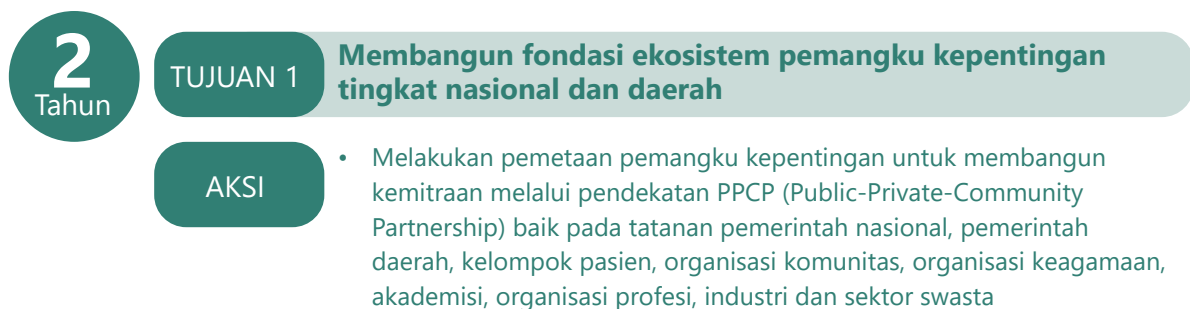 2
Tahun
TUJUAN 1
Membangun fondasi ekosistem pemangku kepentingan
tingkat nasional dan daerah
AKSI
• Melakukan pemetaan pemangku kepentingan untuk membangun
kemitraan melalui pendekatan PPCP (Public-Private-Community
Partnership) baik pada tatanan pemerintah nasional, pemerintah
daerah, kelompok pasien, organisasi komunitas, organisasi keagamaan,
akademisi, organisasi profesi, industri dan sektor swasta